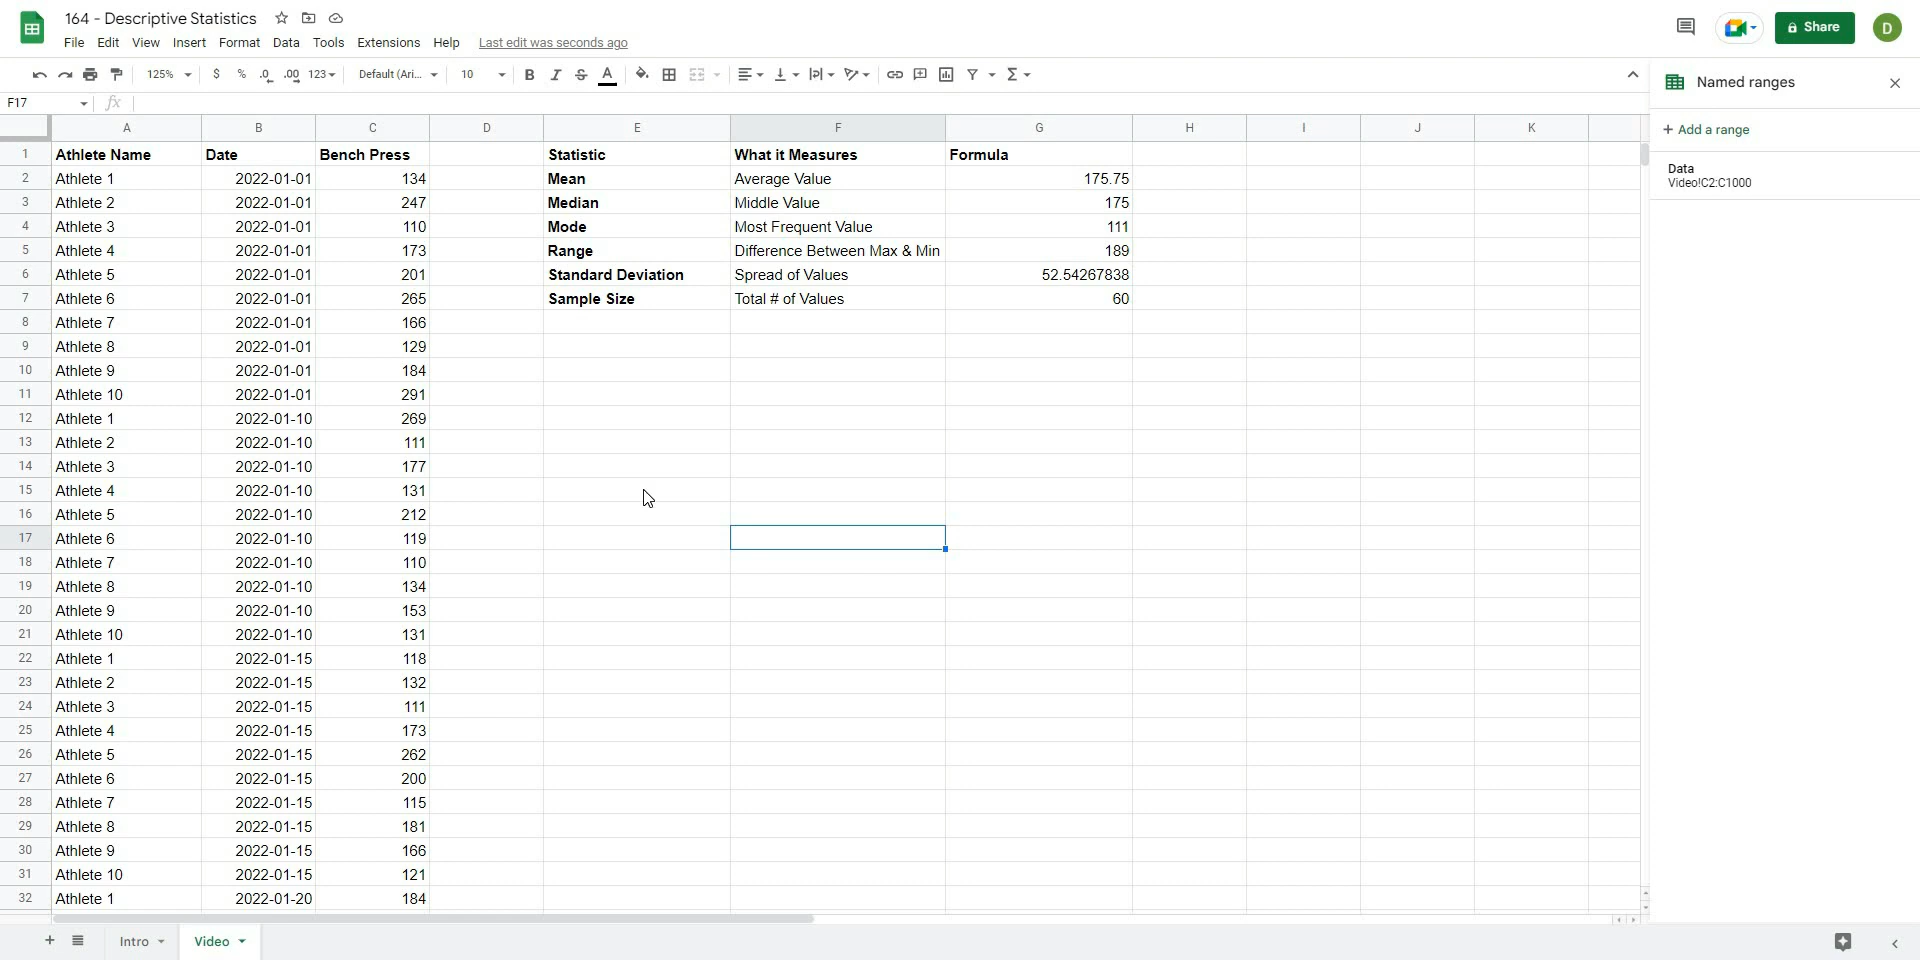 164 - Descriptive Statistics
File Edit View Insert Format Data Tools Extensions Help Last edit was seconds ago
Share
D
125% $ % .0 .00 123 Default (Ari... 10 B I S A
F17 fx
Named ranges
+ Add a range
Data
Video!C2:C1000
A B C D E F G H I J K
1 Athlete Name Date Bench Press Statistic What it Measures Formula
2 Athlete 1 2022-01-01 134 Mean Average Value 175.75
3 Athlete 2 2022-01-01 247 Median Middle Value 175
4 Athlete 3 2022-01-01 110 Mode Most Frequent Value 111
5 Athlete 4 2022-01-01 173 Range Difference Between Max & Min 189
6 Athlete 5 2022-01-01 201 Standard Deviation Spread of Values 52.54267838
7 Athlete 6 2022-01-01 265 Sample Size Total # of Values 60
8 Athlete 7 2022-01-01 166
9 Athlete 8 2022-01-01 129
10 Athlete 9 2022-01-01 184
11 Athlete 10 2022-01-01 291
12 Athlete 1 2022-01-10 269
13 Athlete 2 2022-01-10 111
14 Athlete 3 2022-01-10 177
15 Athlete 4 2022-01-10 131
16 Athlete 5 2022-01-10 212
17 Athlete 6 2022-01-10 119
18 Athlete 7 2022-01-10 110
19 Athlete 8 2022-01-10 134
20 Athlete 9 2022-01-10 153
21 Athlete 10 2022-01-10 131
22 Athlete 1 2022-01-15 118
23 Athlete 2 2022-01-15 132
24 Athlete 3 2022-01-15 111
25 Athlete 4 2022-01-15 173
26 Athlete 5 2022-01-15 262
27 Athlete 6 2022-01-15 200
28 Athlete 7 2022-01-15 115
29 Athlete 8 2022-01-15 181
30 Athlete 9 2022-01-15 166
31 Athlete 10 2022-01-15 121
32 Athlete 1 2022-01-20 184
+ Intro Video